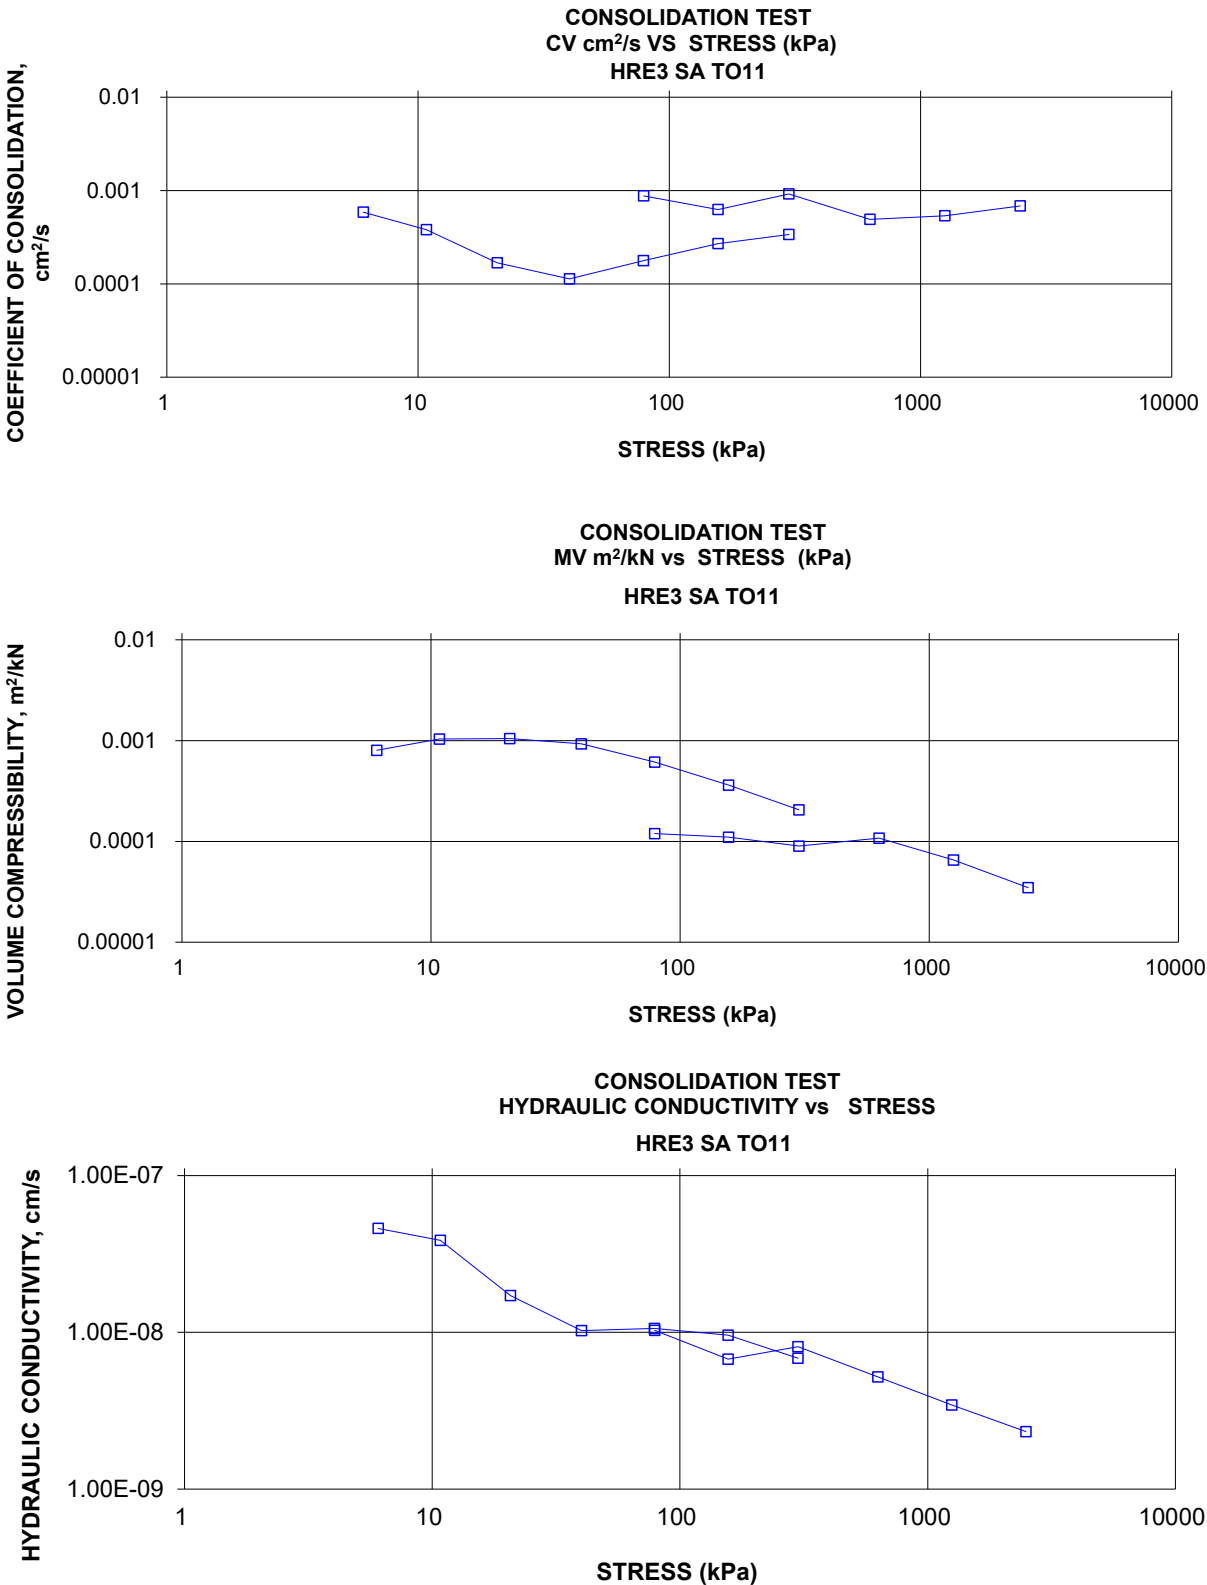 CONSOLIDATION TEST
CV cm²/s VS STRESS (kPa)
HRE3 SA TO11
COEFFICIENT OF CONSOLIDATION,
cm²/s
0.01
0.001
0.0001
0.00001
1 10 100 1000 10000
STRESS (kPa)
CONSOLIDATION TEST
MV m²/kN vs STRESS (kPa)
HRE3 SA TO11
VOLUME COMPRESSIBILITY, m²/kN
0.01
0.001
0.0001
0.00001
1 10 100 1000 10000
STRESS (kPa)
CONSOLIDATION TEST
HYDRAULIC CONDUCTIVITY vs STRESS
HRE3 SA TO11
HYDRAULIC CONDUCTIVITY, cm/s
1.00E-07
1.00E-08
1.00E-09
1 10 100 1000 10000
STRESS (kPa)